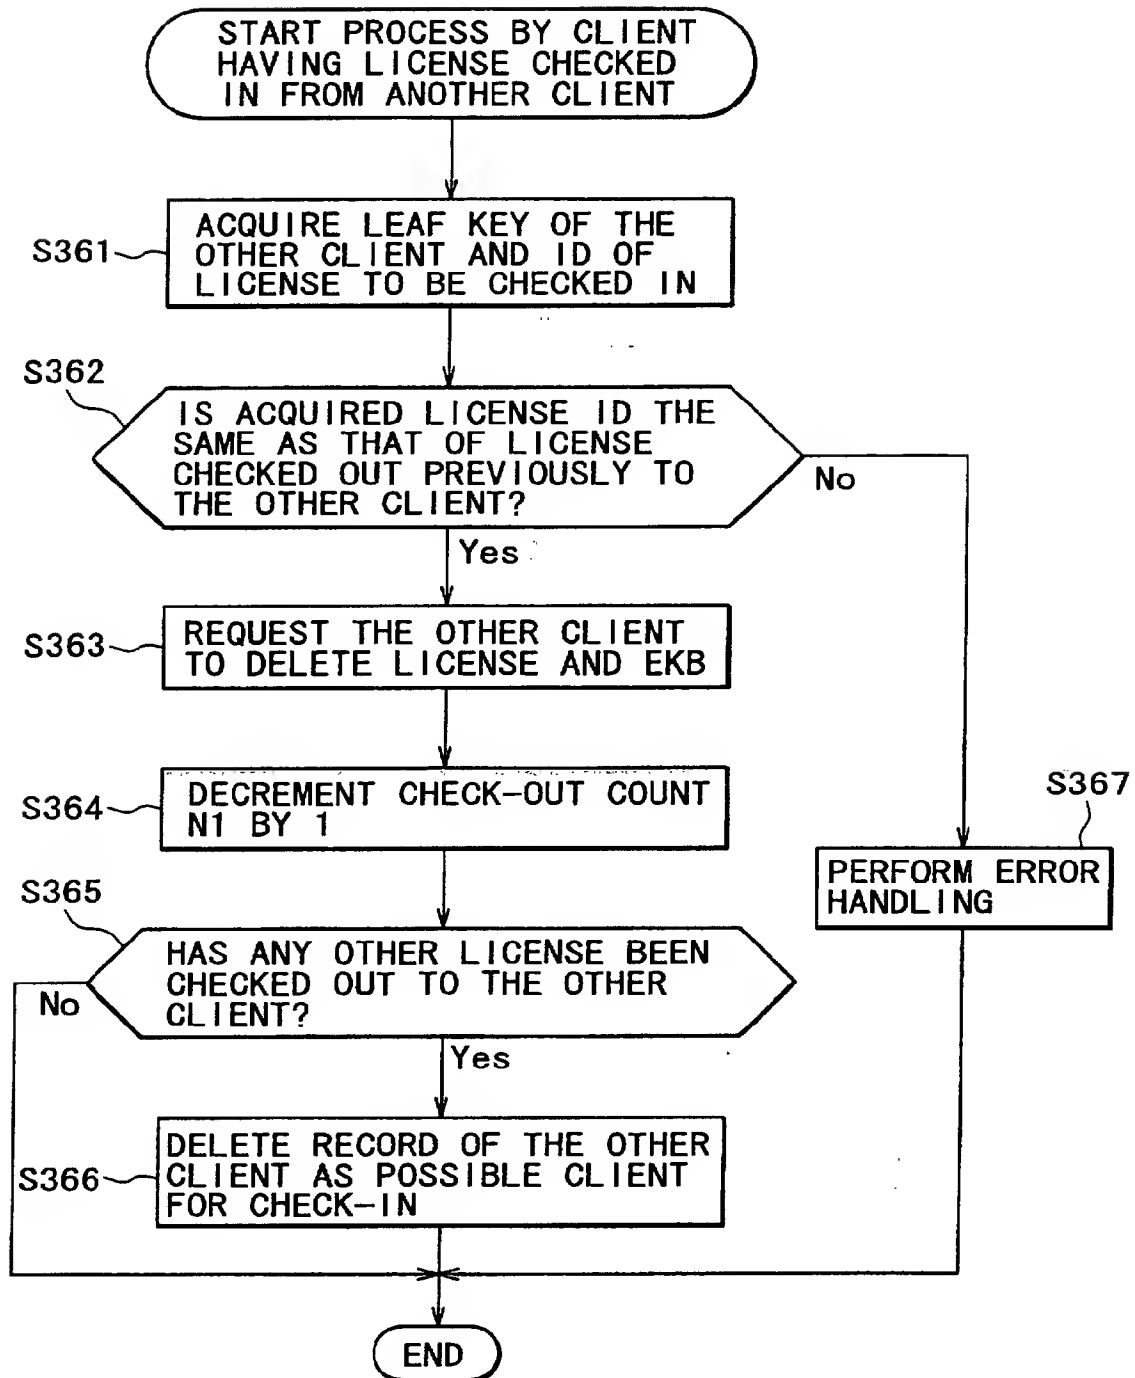 START PROCESS BY CLIENT
HAVING LICENSE CHECKED
IN FROM ANOTHER CLIENT
S361
ACQUIRE LEAF KEY OF THE
OTHER CLIENT AND ID OF
LICENSE TO BE CHECKED IN
S362
IS ACQUIRED LICENSE ID THE
SAME AS THAT OF LICENSE
CHECKED OUT PREVIOUSLY TO
THE OTHER CLIENT?
No
Yes
S363
REQUEST THE OTHER CLIENT
TO DELETE LICENSE AND EKB
S364
DECREMENT CHECK-OUT COUNT
N1 BY 1
S367
PERFORM ERROR
HANDLING
S365
HAS ANY OTHER LICENSE BEEN
CHECKED OUT TO THE OTHER
CLIENT?
No
Yes
S366
DELETE RECORD OF THE OTHER
CLIENT AS POSSIBLE CLIENT
FOR CHECK-IN
END